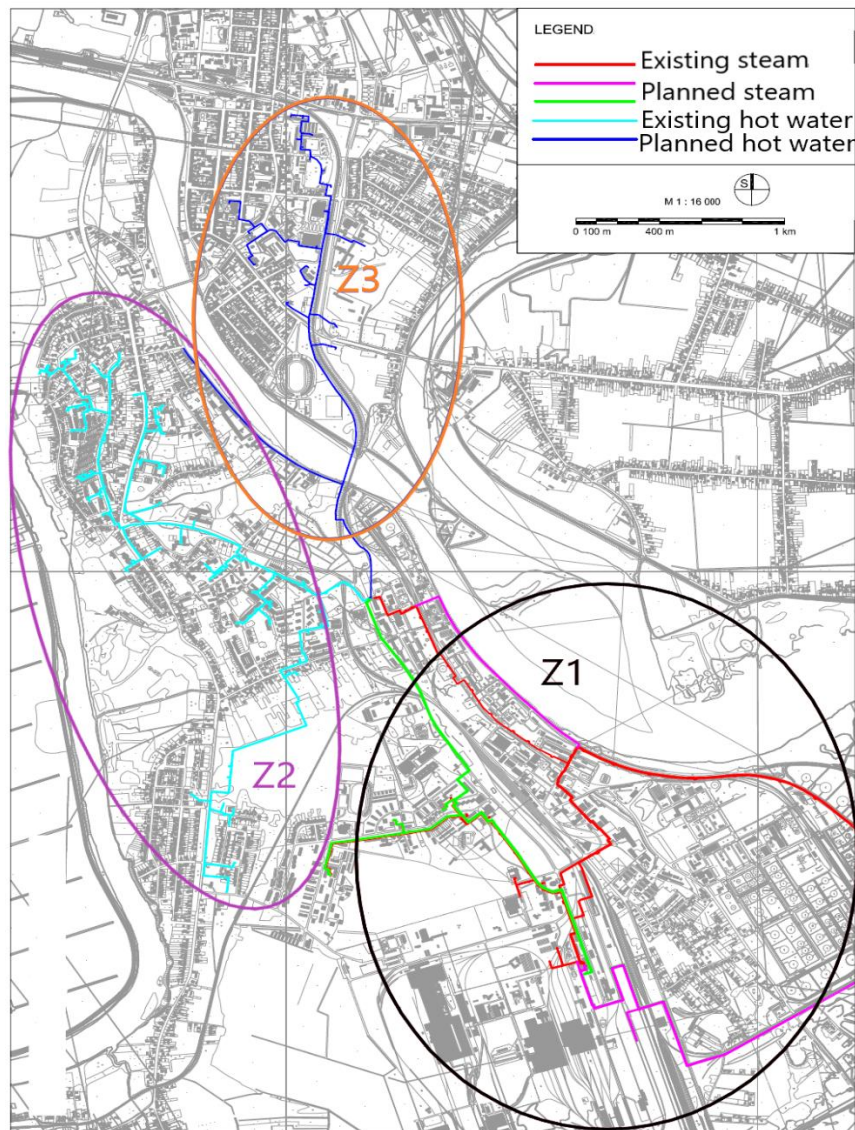 LEGEND
Existing steam
Planned steam
Existing hot water
Planned hot water
S
M 1 : 16 000
0 100 m 400 m 1 km
Z3
Z1
Z2